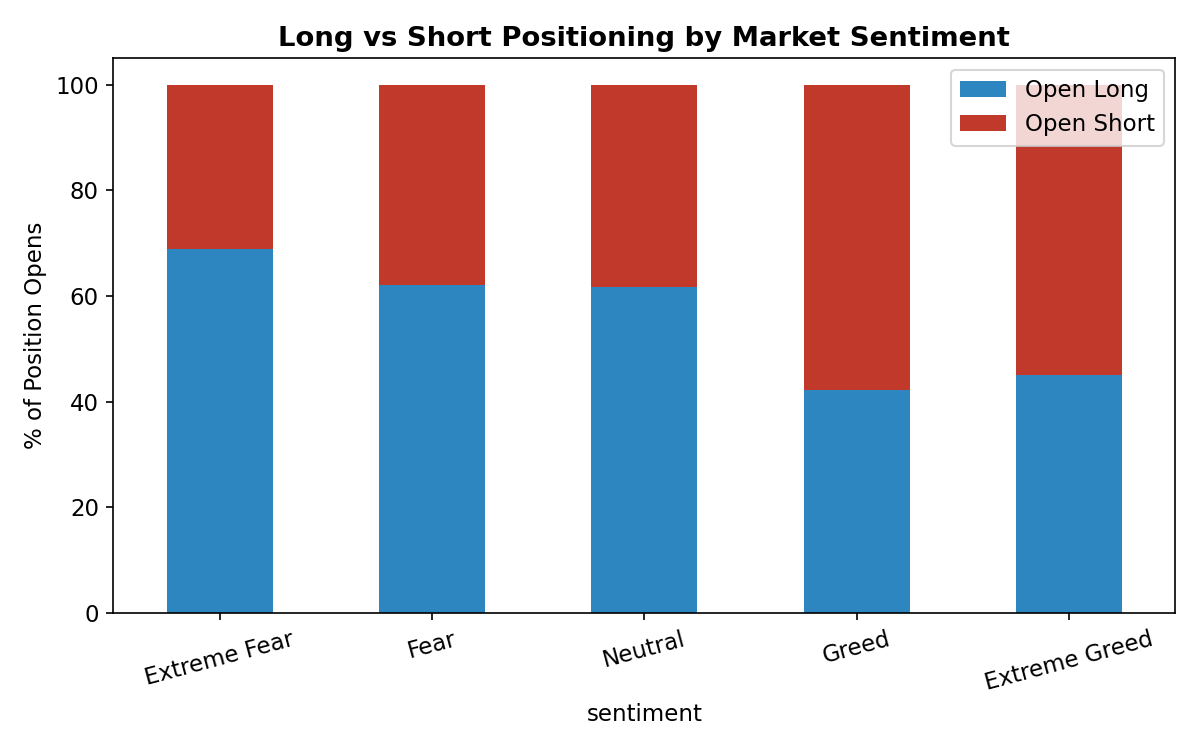 Long vs Short Positioning by Market Sentiment
Open Long
Open Short
% of Position Opens
100
80
60
40
20
0
Extreme Fear
Fear
Neutral
Greed
Extreme Greed
sentiment